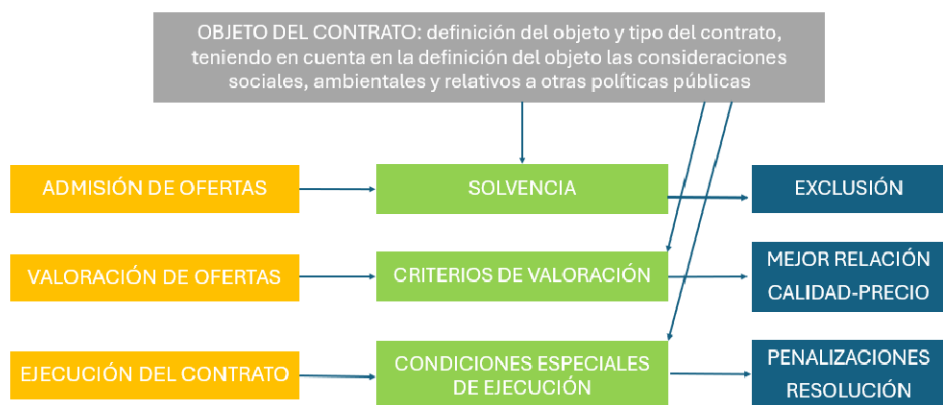 OBJETO DEL CONTRATO: definición del objeto y tipo del contrato,
teniendo en cuenta en la definición del objeto las consideraciones
sociales, ambientales y relativos a otras políticas públicas
ADMISIÓN DE OFERTAS
SOLVENCIA
EXCLUSIÓN
VALORACIÓN DE OFERTAS
CRITERIOS DE VALORACIÓN
MEJOR RELACIÓN
CALIDAD-PRECIO
EJECUCIÓN DEL CONTRATO
CONDICIONES ESPECIALES
DE EJECUCIÓN
PENALIZACIONES
RESOLUCIÓN